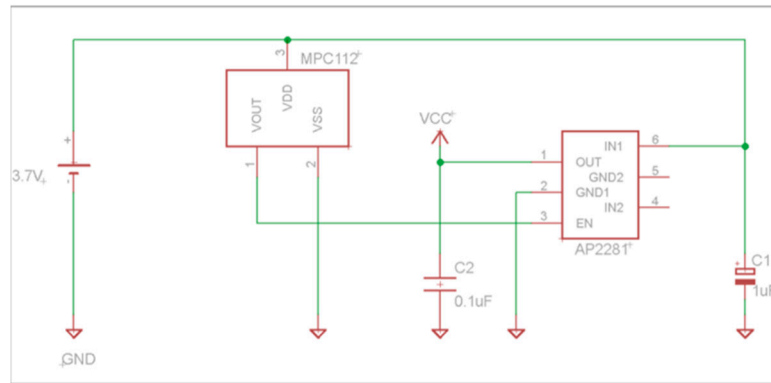 MPC112
3
VOUT
VDD
VSS
1
2
+
-
3.7V
GND
VCC
C2
0.1uF
1
2
3
OUT
GND1
EN
IN1
GND2
IN2
6
5
4
AP2281
+
C1
1uF